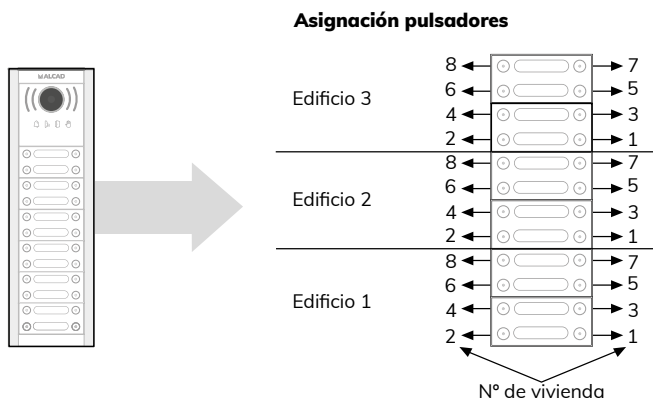 Asignación pulsadores
ALCAD
Edificio 3
8 7
6 5
4 3
2 1
Edificio 2
8 7
6 5
4 3
2 1
Edificio 1
8 7
6 5
4 3
2 1
Nº de vivienda